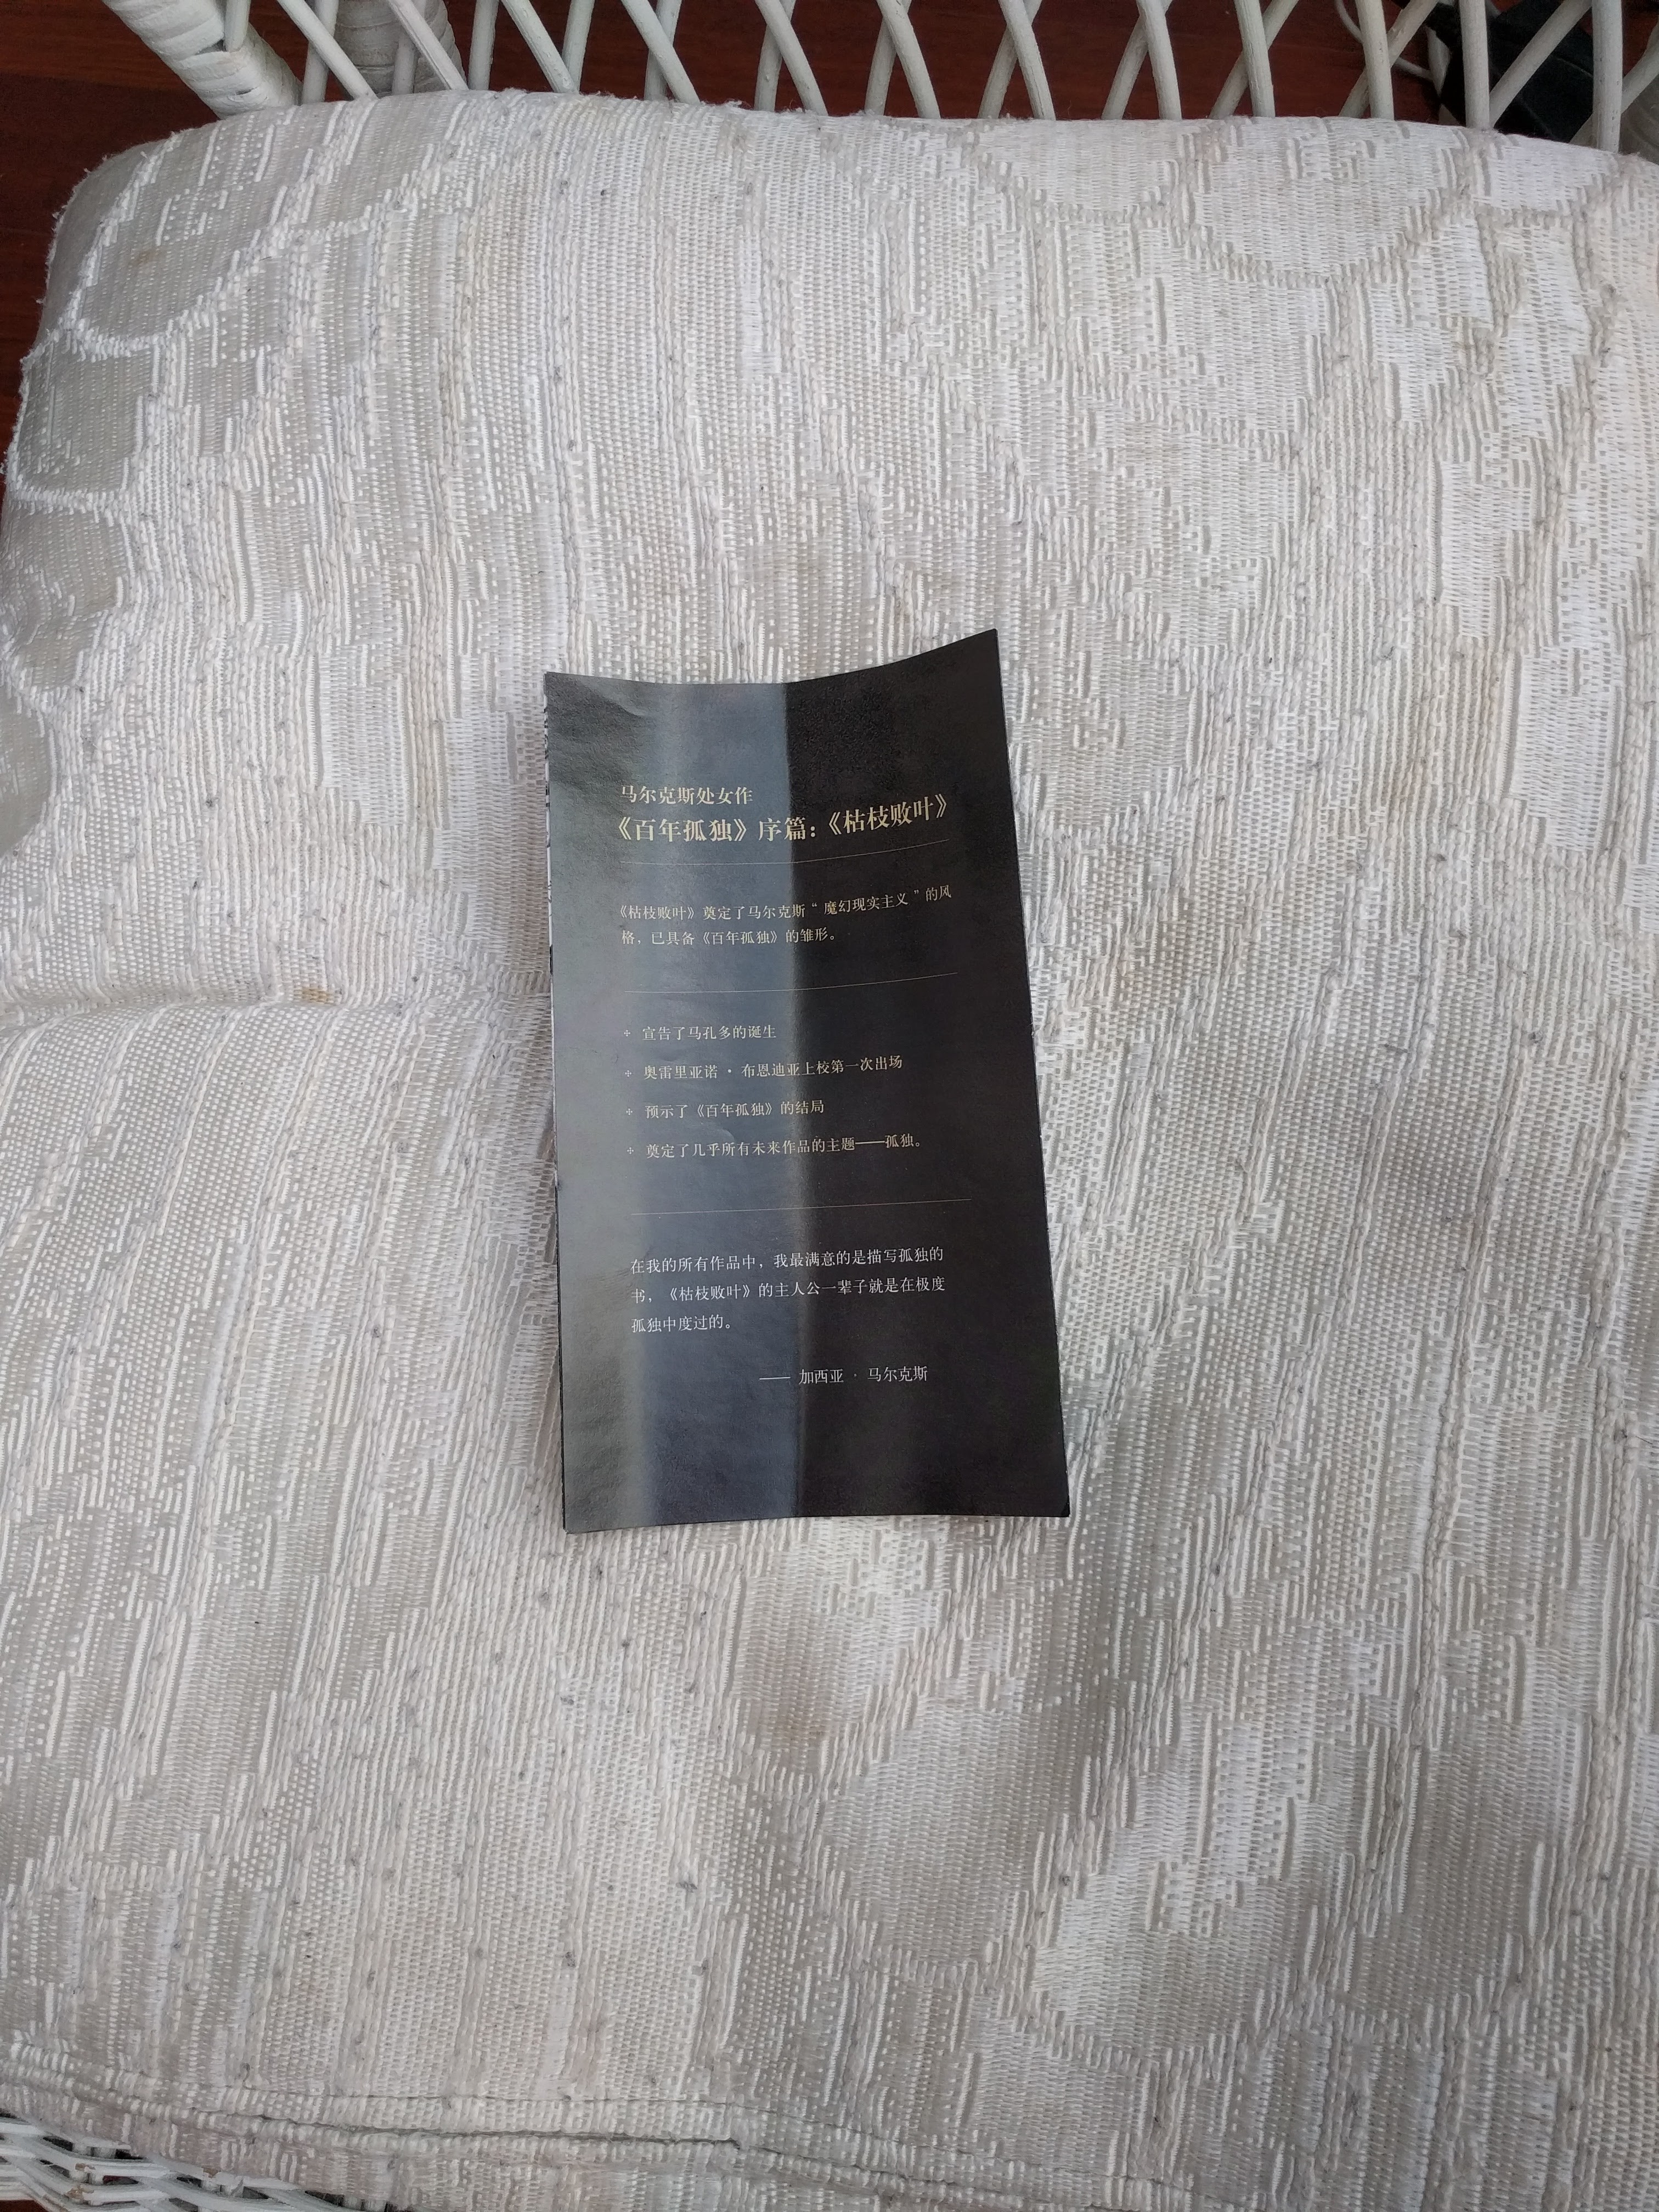 马尔克斯处女作
《百年孤独》序篇：《枯枝败叶》
《枯枝败叶》奠定了马尔克斯“魔幻现实主义”的风
格，已具备《百年孤独》的雏形。
宣告了马孔多的诞生
奥雷里亚诺·布恩迪亚上校第一次出场
预示了《百年孤独》的结局
奠定了几乎所有未来作品的主题——孤独。
在我的所有作品中，我最满意的是描写孤独的
书，《枯枝败叶》的主人公一辈子就是在极度
孤独中度过的。
—— 加西亚·马尔克斯